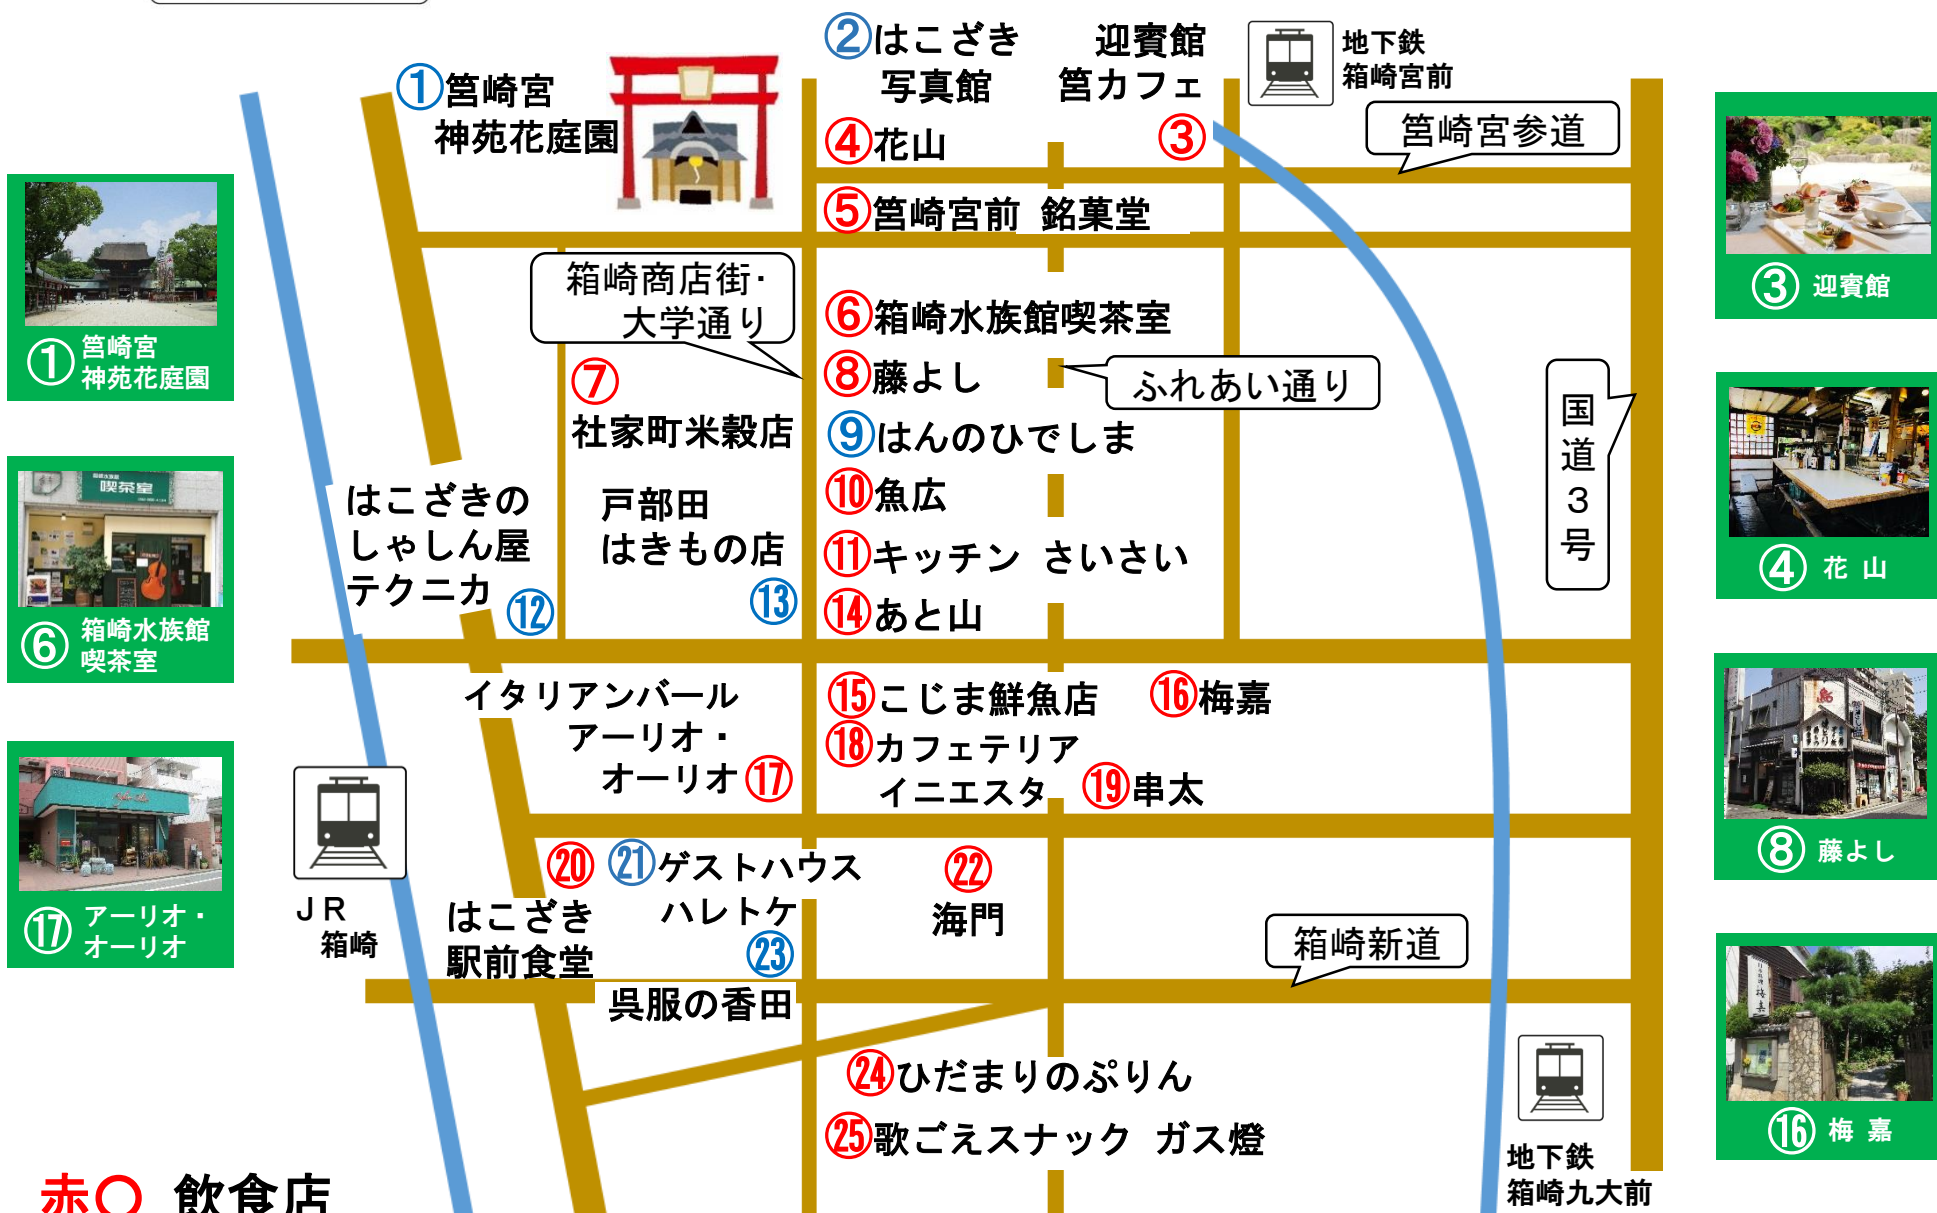 ①筥崎宮
神苑花庭園
②はこざき
写真館
迎賓館
筥カフェ
③
地下鉄
箱崎宮前
筥崎宮参道
④花山
⑤筥崎宮前 銘菓堂
箱崎商店街・
大学通り
⑥箱崎水族館喫茶室
⑦
社家町米穀店
⑧藤よし
ふれあい通り
⑨はんのひでしま
国道3号
⑩魚広
はこざきの
しゃしん屋
テクニカ
⑫
戸部田
はきもの店
⑬
⑪キッチン さいさい
⑭あと山
イタリアンバール
アーリオ・
オーリオ⑰
⑮こじま鮮魚店
⑯梅嘉
⑱カフェテリア
イニエスタ
⑲串太
JR
箱崎
⑳
はこざき
駅前食堂
㉑ゲストハウス
ハレトケ
㉒
海門
㉓
呉服の香田
箱崎新道
㉔ひだまりのぷりん
㉕歌ごえスナック ガス燈
地下鉄
箱崎九大前
赤〇 飲食店
①筥崎宮
神苑花庭園
喫茶室
⑥箱崎水族館
喫茶室
⑰アーリオ・
オーリオ
③迎賓館
④花 山
⑧藤よし
⑯梅 嘉